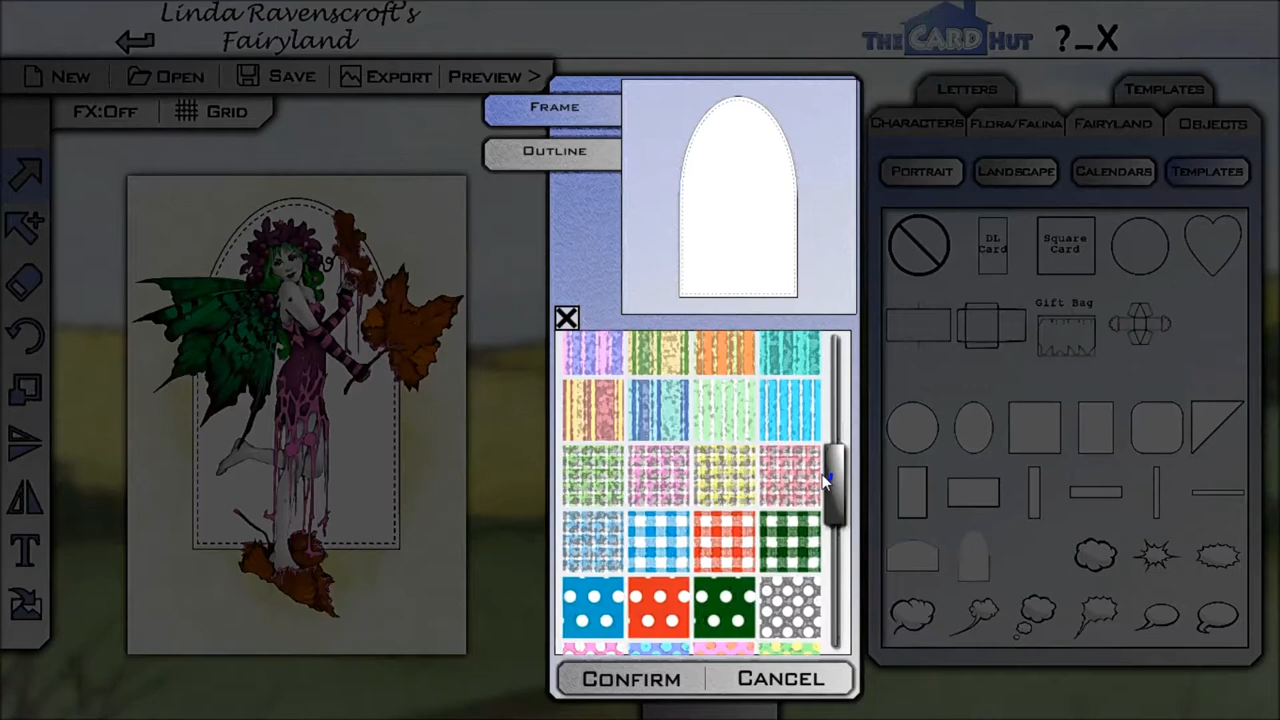 Linda Ravenscroft's
Fairyland
THE CARD HUT
? _ X
NEW
OPEN
SAVE
EXPORT
PREVIEW >
FX:OFF
GRID
FRAME
OUTLINE
LETTERS
TEMPLATES
CHARACTERS
FLORA/FAUNA
FAIRYLAND
OBJECTS
PORTRAIT
LANDSCAPE
CALENDARS
TEMPLATES
DL
Card
Square
Card
Gift Bag
X
T
CONFIRM
CANCEL